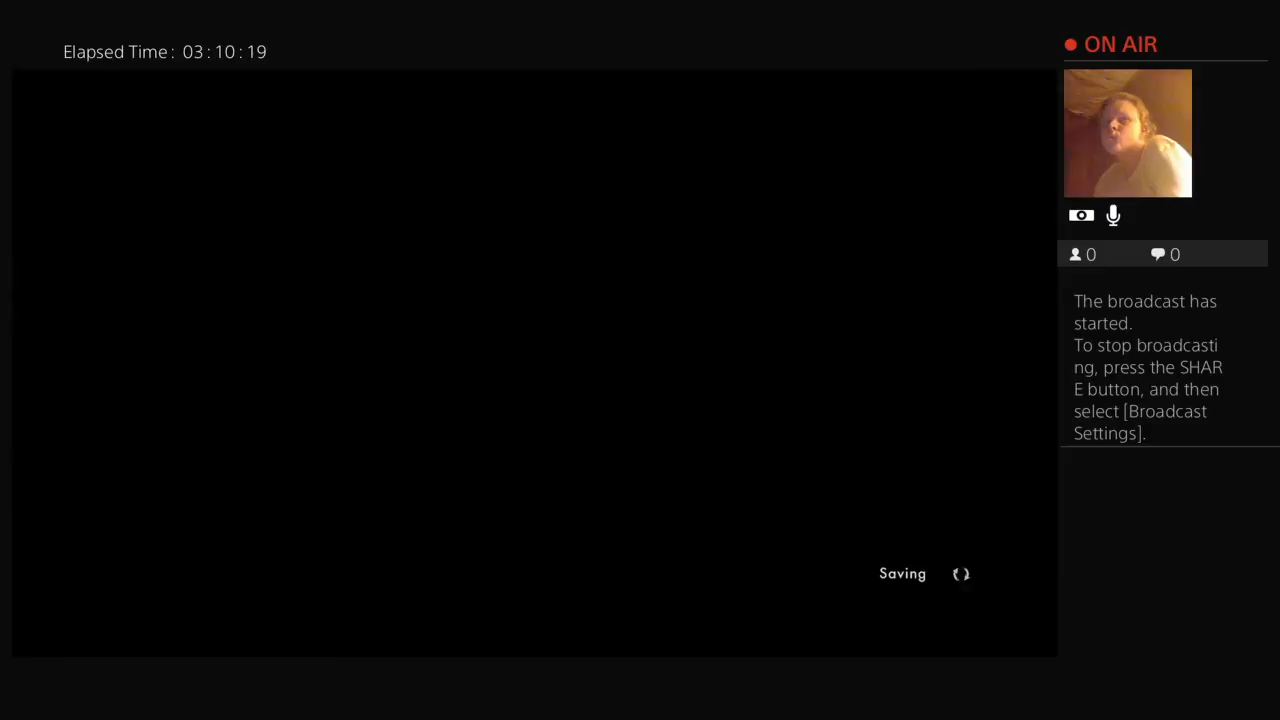 Elapsed Time: 03:10:19
ON AIR
0
0
The broadcast has
started.
To stop broadcasti
ng, press the SHAR
E button, and then
select [Broadcast
Settings].
Saving